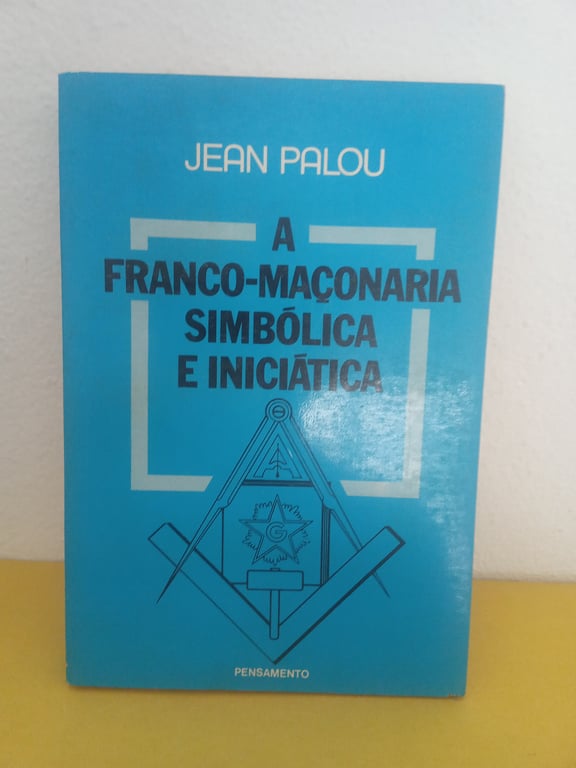 JEAN PALOU
A
FRANCO-MAÇONARIA
SIMBÓLICA
E INICIÁTICA
G
PENSAMENTO